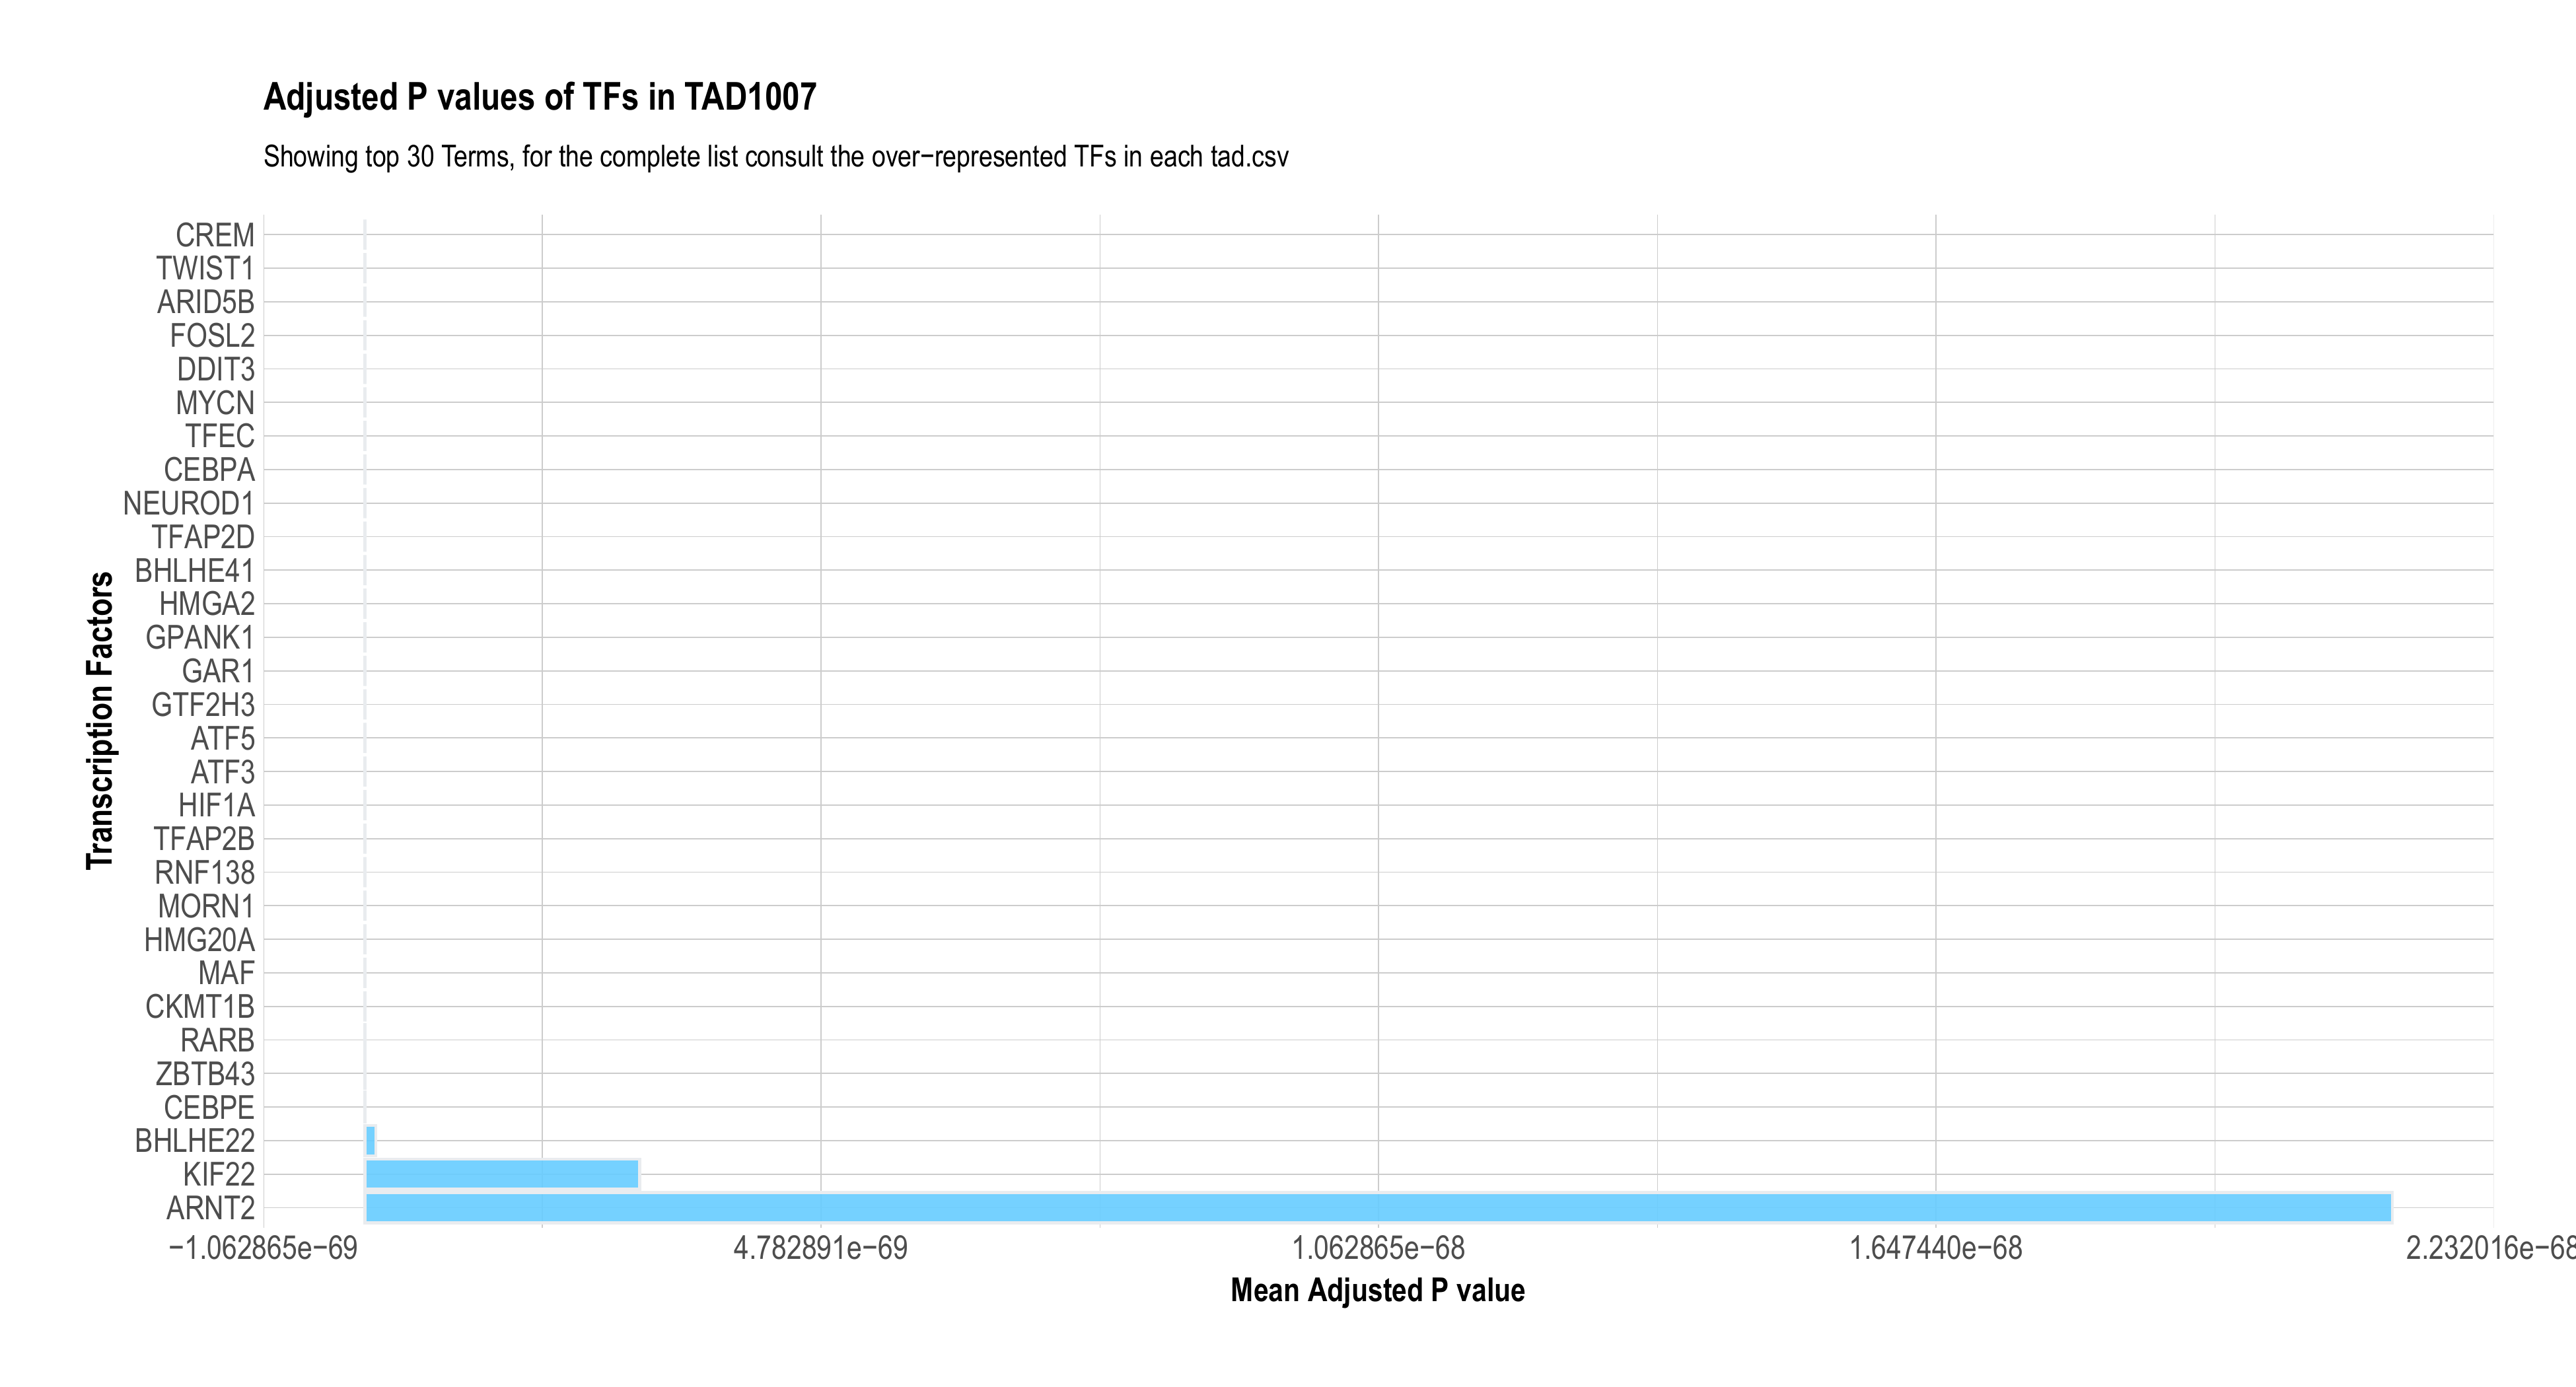 Adjusted P values of TFs in TAD1007
Showing top 30 Terms, for the complete list consult the over−represented TFs in each tad.csv
Transcription Factors
CREM
TWIST1
ARID5B
FOSL2
DDIT3
MYCN
TFEC
CEBPA
NEUROD1
TFAP2D
BHLHE41
HMGA2
GPANK1
GAR1
GTF2H3
ATF5
ATF3
HIF1A
TFAP2B
RNF138
MORN1
HMG20A
MAF
CKMT1B
RARB
ZBTB43
CEBPE
BHLHE22
KIF22
ARNT2
−1.062865e−69 4.782891e−69 1.062865e−68 1.647440e−68 2.232016e−68
Mean Adjusted P value